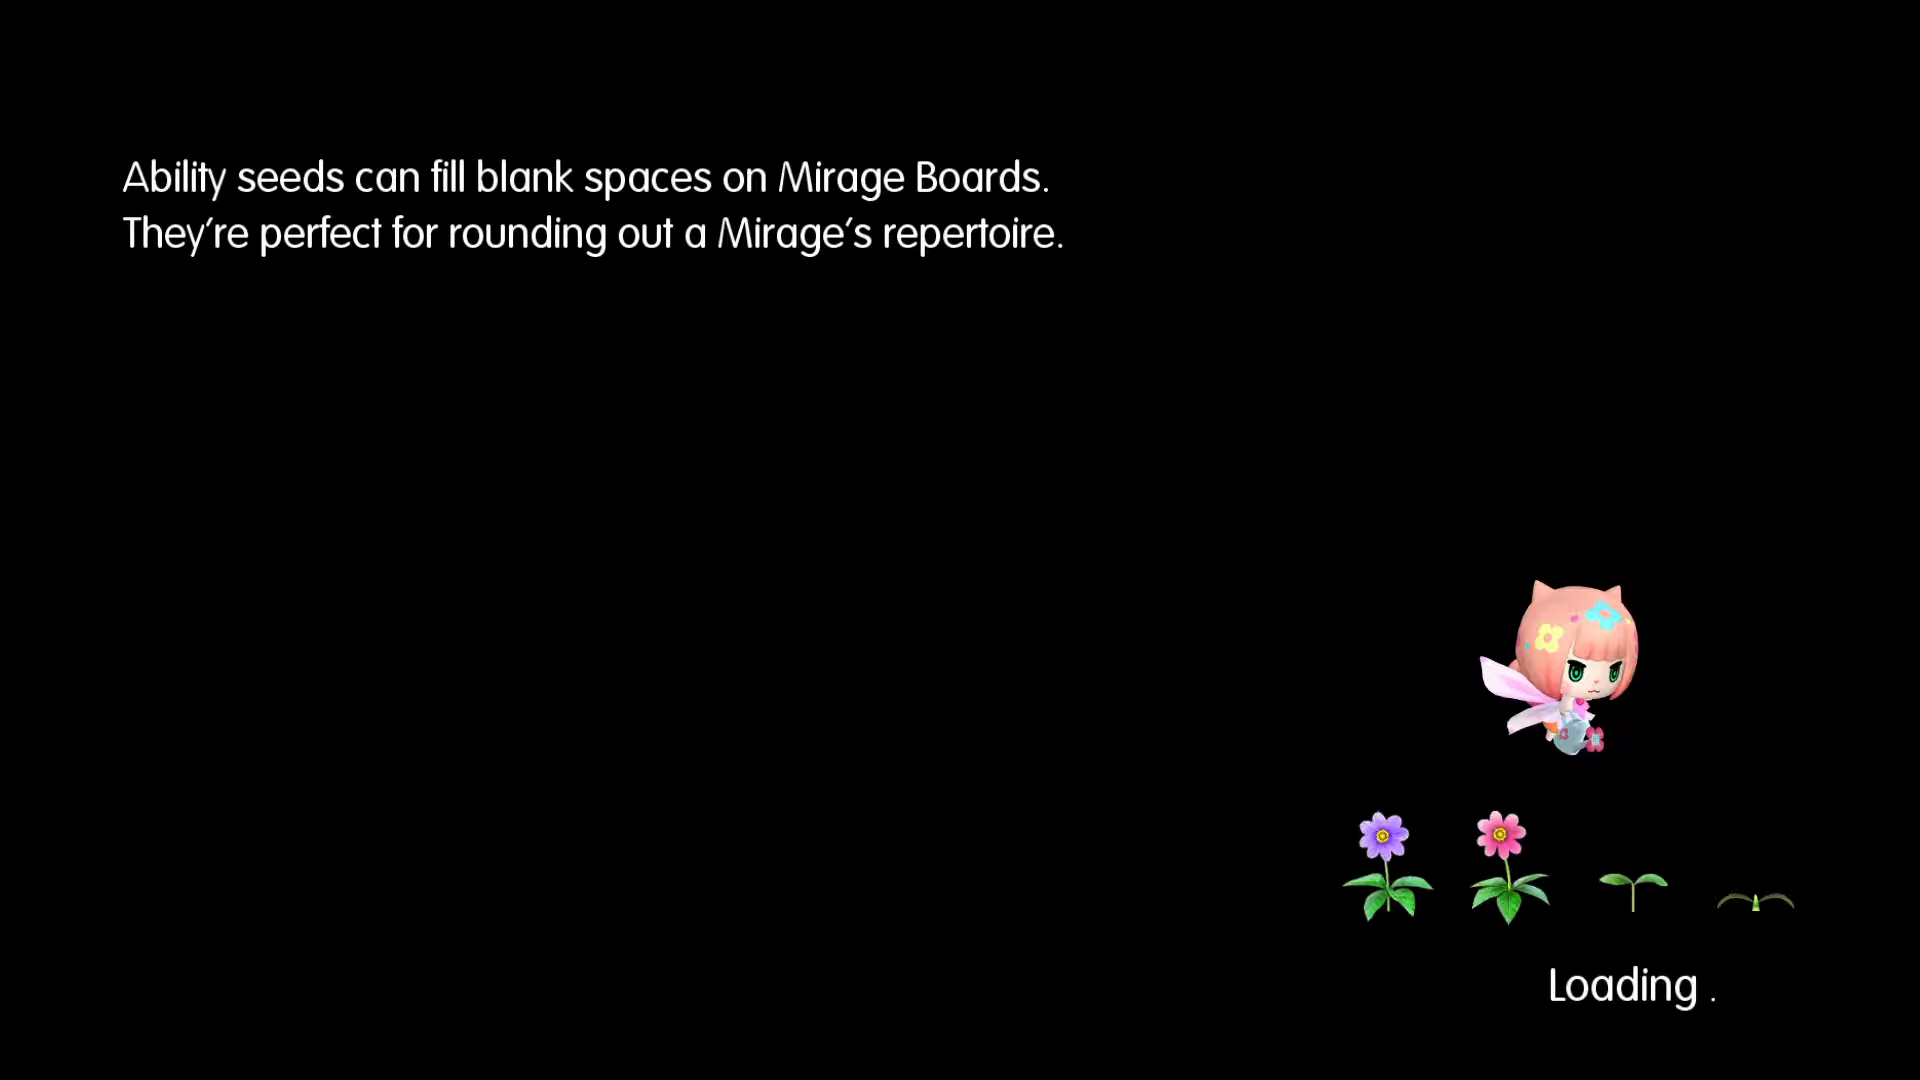 Ability seeds can fill blank spaces on Mirage Boards.
They're perfect for rounding out a Mirage's repertoire.
Loading .